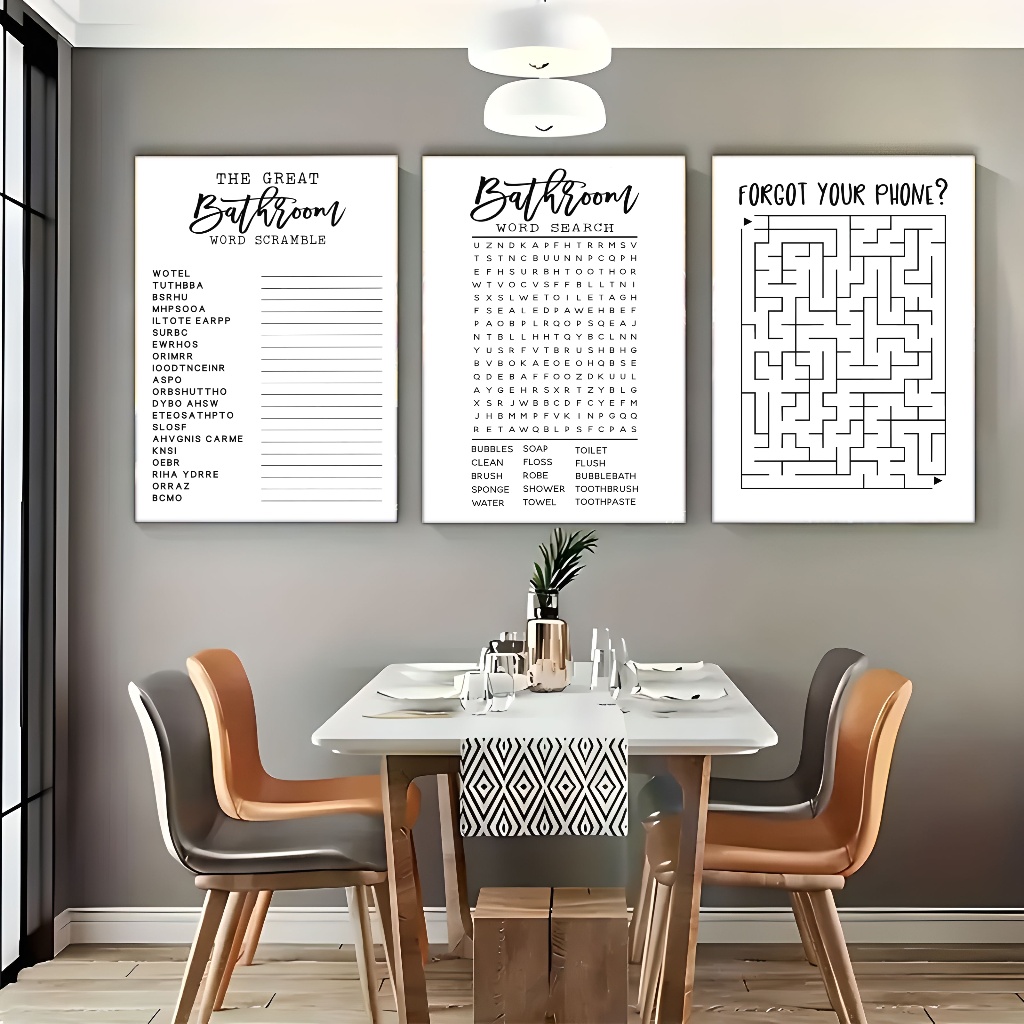 THE GREAT
Bathroom
WORD SCRAMBLE
WOTEL
TUTHBBA
BSRHU
MHPSOOA
ILTOTE EARPP
SURBC
EWRHOS
ORIMRR
IOODTNCEINR
ASPO
ORBSHUTTHO
DYBO AHSW
ETEOSATHPTO
SLOSF
AHVGNIS CARME
KNSI
OEBR
RIHA YDRRE
ORRAZ
BCMO
Bathroom
WORD SEARCH
U Z N D K A P F H T R R M S V
T S T N C B U U N N P C Q P H
E F H S U R B H T O O T H O R
W T V O C V S F F B L L T N I
S X S L W E T O I L E T A G H
F S E A L E D P A W E H B E F
P A O B P L R Q O P S Q E A J
N T B L L H H T Q Y B C L N N
Y U S R F V T B R U S H B H G
B V B O K A E O E O H Q B S E
Q D E B A F F O O Z D K U U L
A Y G E H R S X R T Z Y B L G
X S R J W B B C D F C Y E F M
J H B M M P F V K I N P G Q Q
R E T A W Q B L P S F C P A S
BUBBLES SOAP TOILET
CLEAN FLOSS FLUSH
BRUSH ROBE BUBBLEBATH
SPONGE SHOWER TOOTHBRUSH
WATER TOWEL TOOTHPASTE
FORGOT YOUR PHONE?